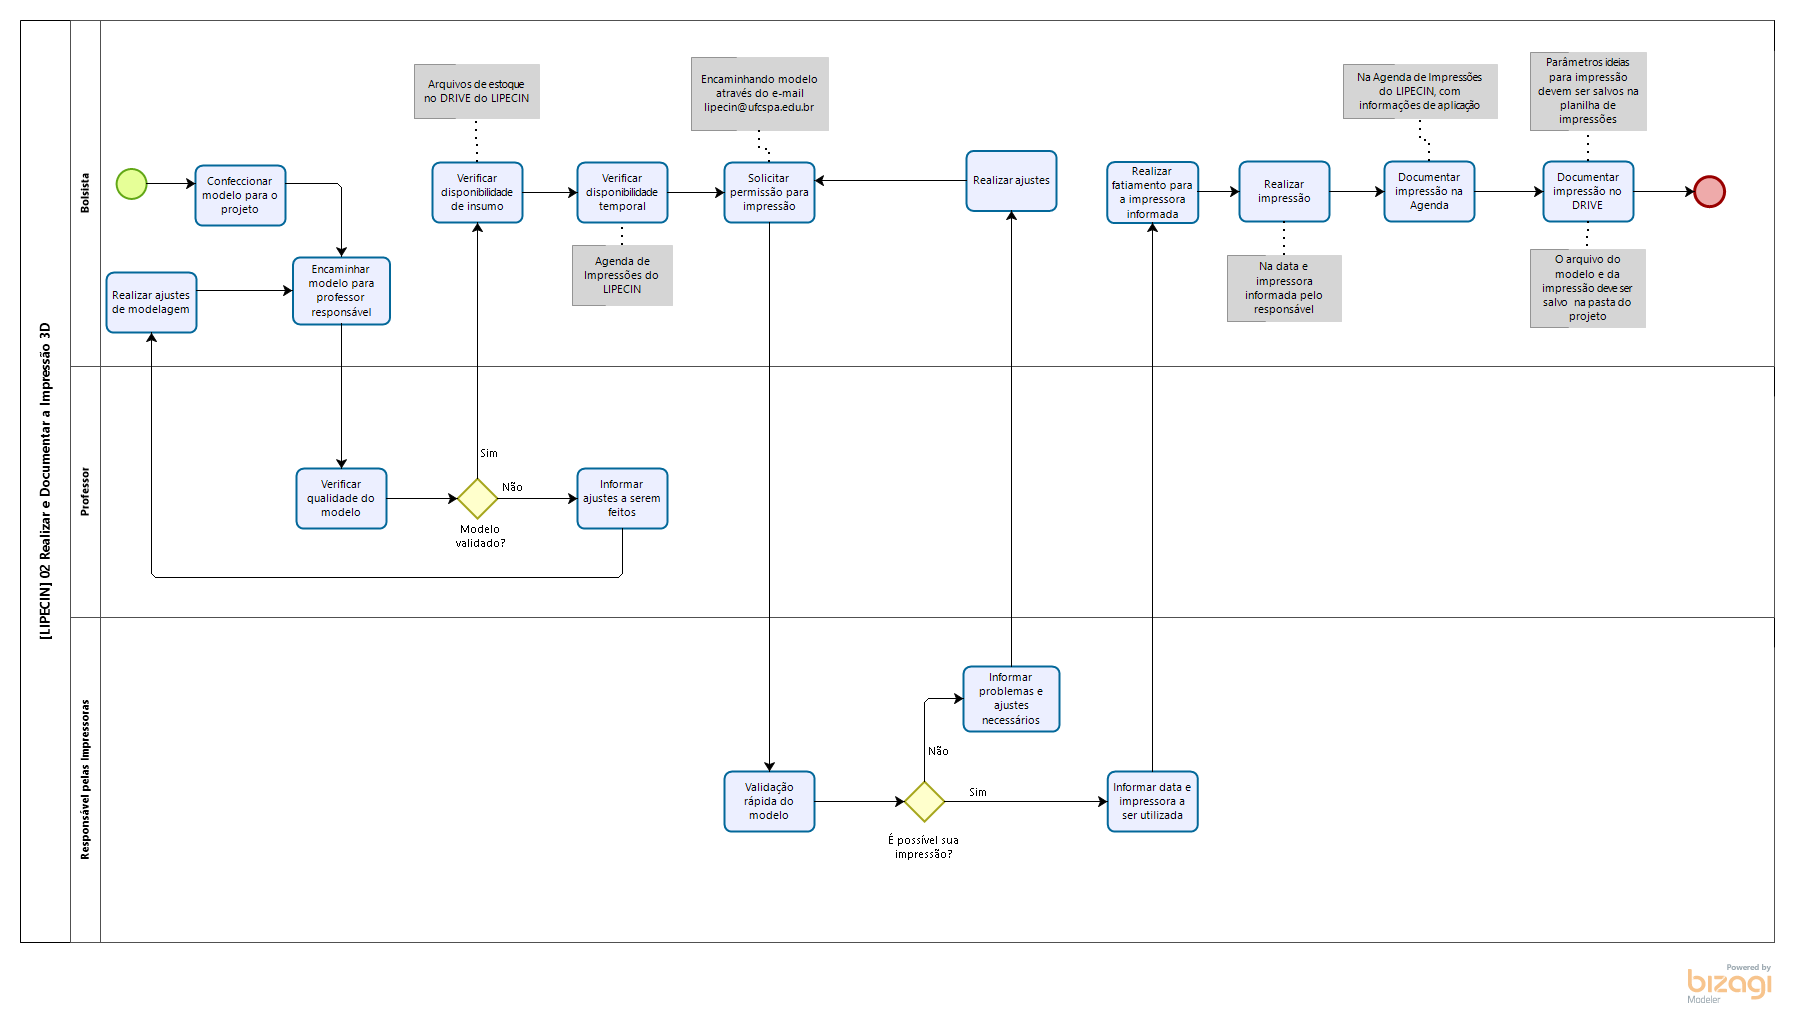 [LIPECIN] 02 Realizar e Documentar a Impressão 3D
Bolsista
Arquivos de estoque
no DRIVE do LIPECIN
Encaminhando modelo
através do e-mail
lipecin@ufcspa.edu.br
Na Agenda de Impressões
do LIPECIN, com
informações de aplicação
Parâmetros ideias
para impressão
devem ser salvos na
planilha de
impressões
Confeccionar
modelo para o
projeto
Verificar
disponibilidade
de insumo
Verificar
disponibilidade
temporal
Solicitar
permissão para
impressão
Realizar ajustes
Realizar
fatiamento para
a impressora
informada
Realizar
impressão
Documentar
impressão na
Agenda
Documentar
impressão no
DRIVE
Realizar ajustes
de modelagem
Encaminhar
modelo para
professor
responsável
Agenda de
Impressões do
LIPECIN
Na data e
impressora
informada pelo
responsável
O arquivo do
modelo e da
impressão deve ser
salvo na pasta do
projeto
Professor
Verificar
qualidade do
modelo
Sim
Não
Modelo
validado?
Informar
ajustes a serem
feitos
Responsável pelas Impressoras
Informar
problemas e
ajustes
necessários
Não
Validação
rápida do
modelo
Sim
É possível sua
impressão?
Informar data e
impressora a
ser utilizada
Powered by
bizagi
Modeler